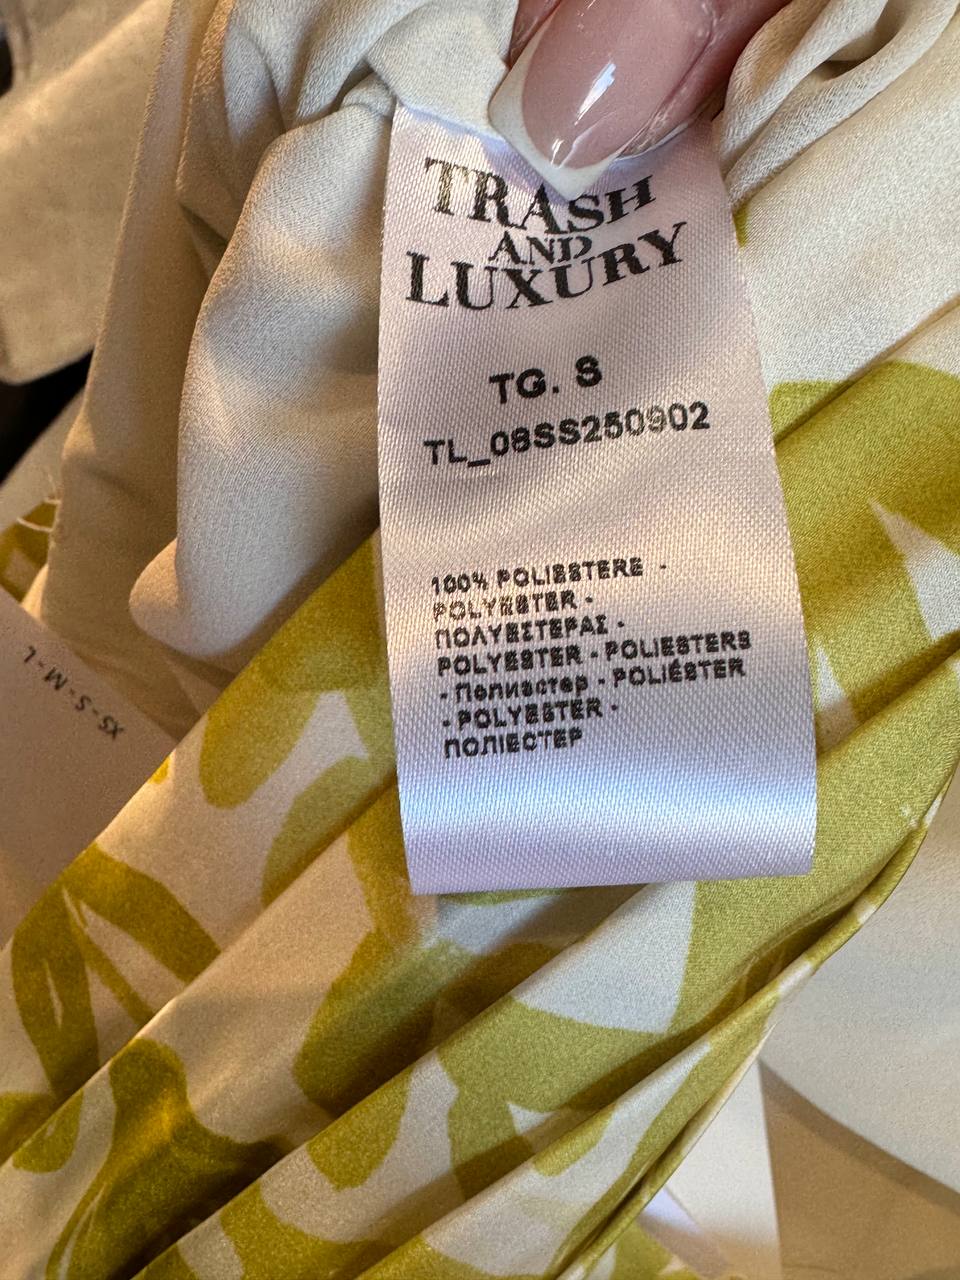 TRASH
AND
LUXURY
TG. S
TL_08SS250902
100% POLIESTERE -
POLYESTER -
ΠΟΛΥΕΣΤΕΡΑΣ -
POLYESTER - POLIESTERS
- Полиэстер - POLIÉSTER
- POLYESTER -
ПОЛІЕСТЕР
XS-S-M-L